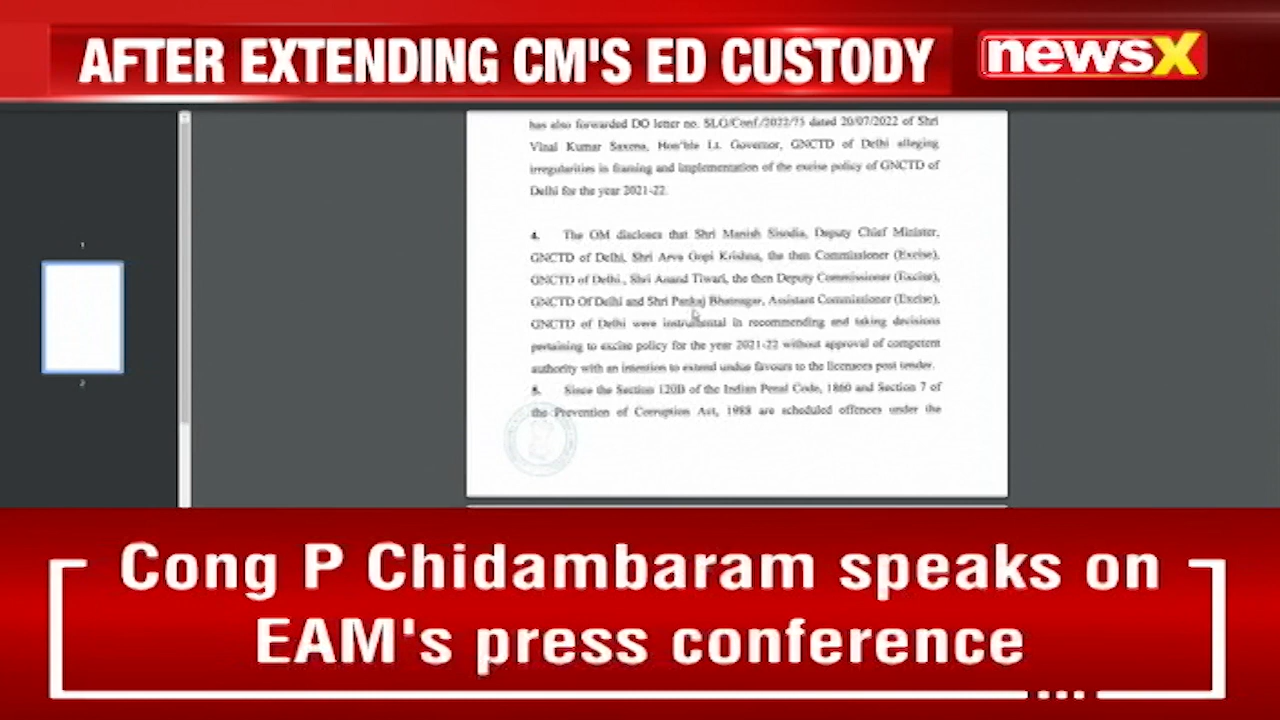 AFTER EXTENDING CM'S ED CUSTODY
newsX
has also forwarded DO letter no. SLG/Conf./2022/75 dated 20/07/2022 of Shri
Vinai Kumar Saxena, Hon'ble Lt. Governor, GNCTD of Delhi alleging
irregularities in framing and implementation of the excise policy of GNCTD of
Delhi for the year 2021-22.
4. The OM discloses that Shri Manish Sisodia, Deputy Chief Minister,
GNCTD of Delhi, Shri Arva Gopi Krishna, the then Commissioner (Excise),
GNCTD of Delhi., Shri Anand Tiwari, the then Deputy Commissioner (Excise),
GNCTD Of Delhi and Shri Pankaj Bhatnagar, Assistant Commissioner (Excise),
GNCTD of Delhi were instrumental in recommending and taking decisions
pertaining to excise policy for the year 2021-22 without approval of competent
authority with an intention to extend undue favours to the licensees post tender.
5. Since the Section 120B of the Indian Penal Code, 1860 and Section 7 of
the Prevention of Corruption Act, 1988 are scheduled offences under the
1
2
Cong P Chidambaram speaks on
EAM's press conference